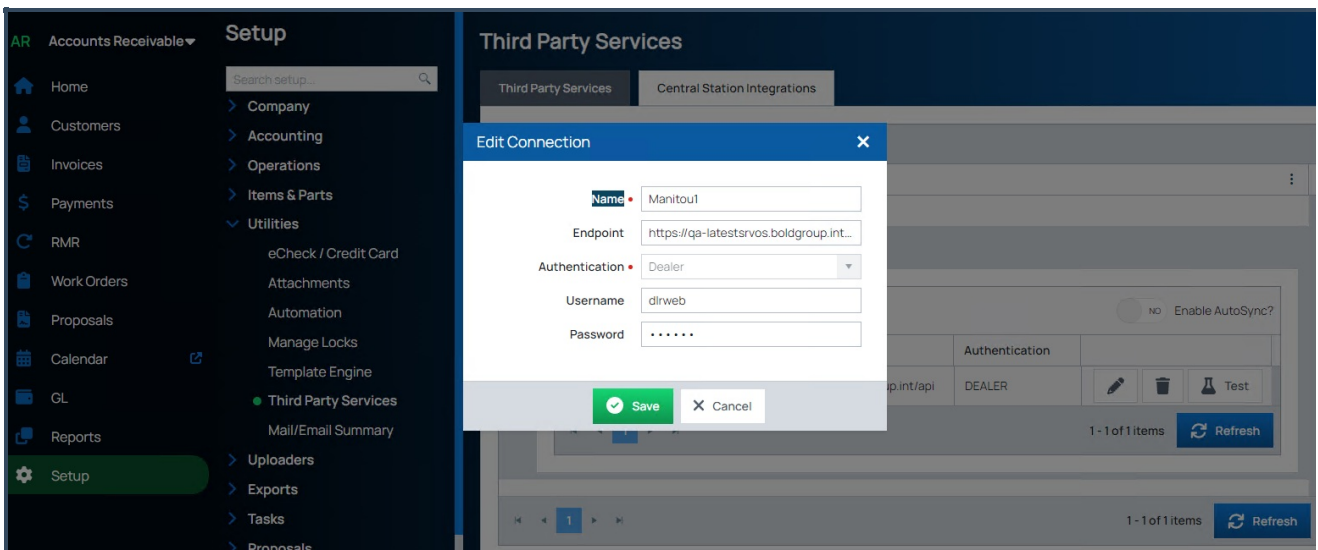 AR Accounts Receivable
Home
Customers
Invoices
Payments
RMR
Work Orders
Proposals
Calendar
GL
Reports
Setup
Setup
Search setup...
Company
Accounting
Operations
Items & Parts
Utilities
eCheck / Credit Card
Attachments
Automation
Manage Locks
Template Engine
Third Party Services
Mail/Email Summary
Uploaders
Exports
Tasks
Proposals
Third Party Services
Third Party Services Central Station Integrations
Edit Connection
Name • Manitou1
Endpoint https://qa-latestsrvos.boldgroup.int...
Authentication • Dealer
Username dlrweb
Password ••••••
Save Cancel
NO Enable AutoSync?
Authentication
up.int/api DEALER Test
1 1 - 1 of 1 items Refresh
1 1 - 1 of 1 items Refresh